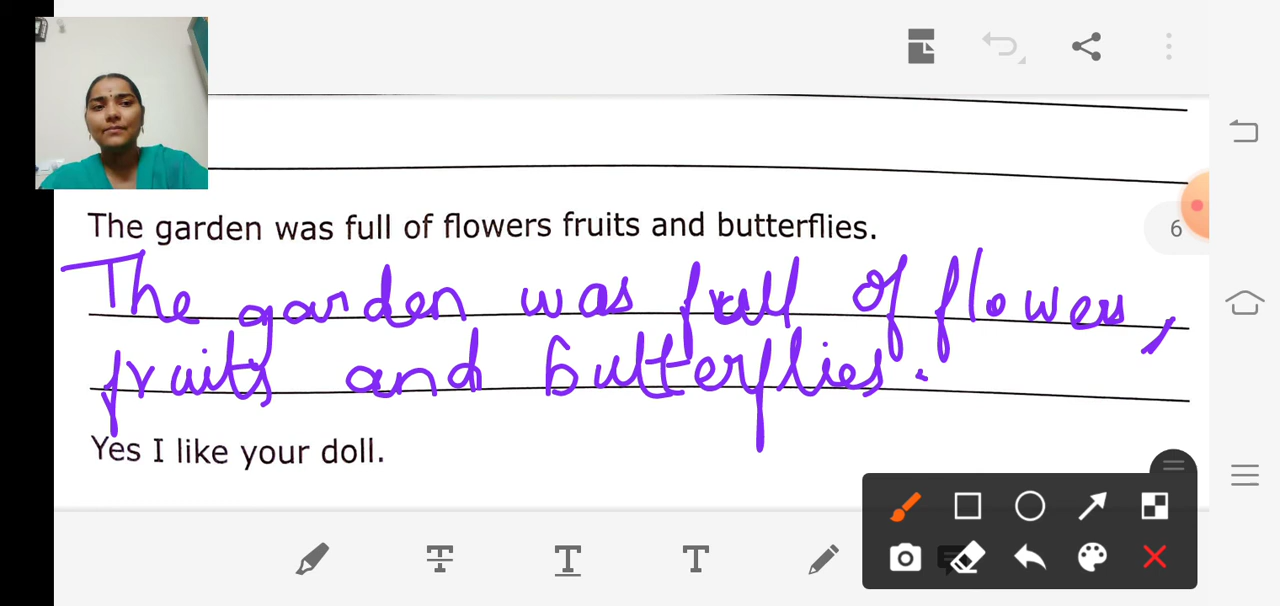 The garden was full of flowers fruits and butterflies.
The garden was full of flowers,
fruits and butterflies.
Yes I like your doll.
6
T
T
T